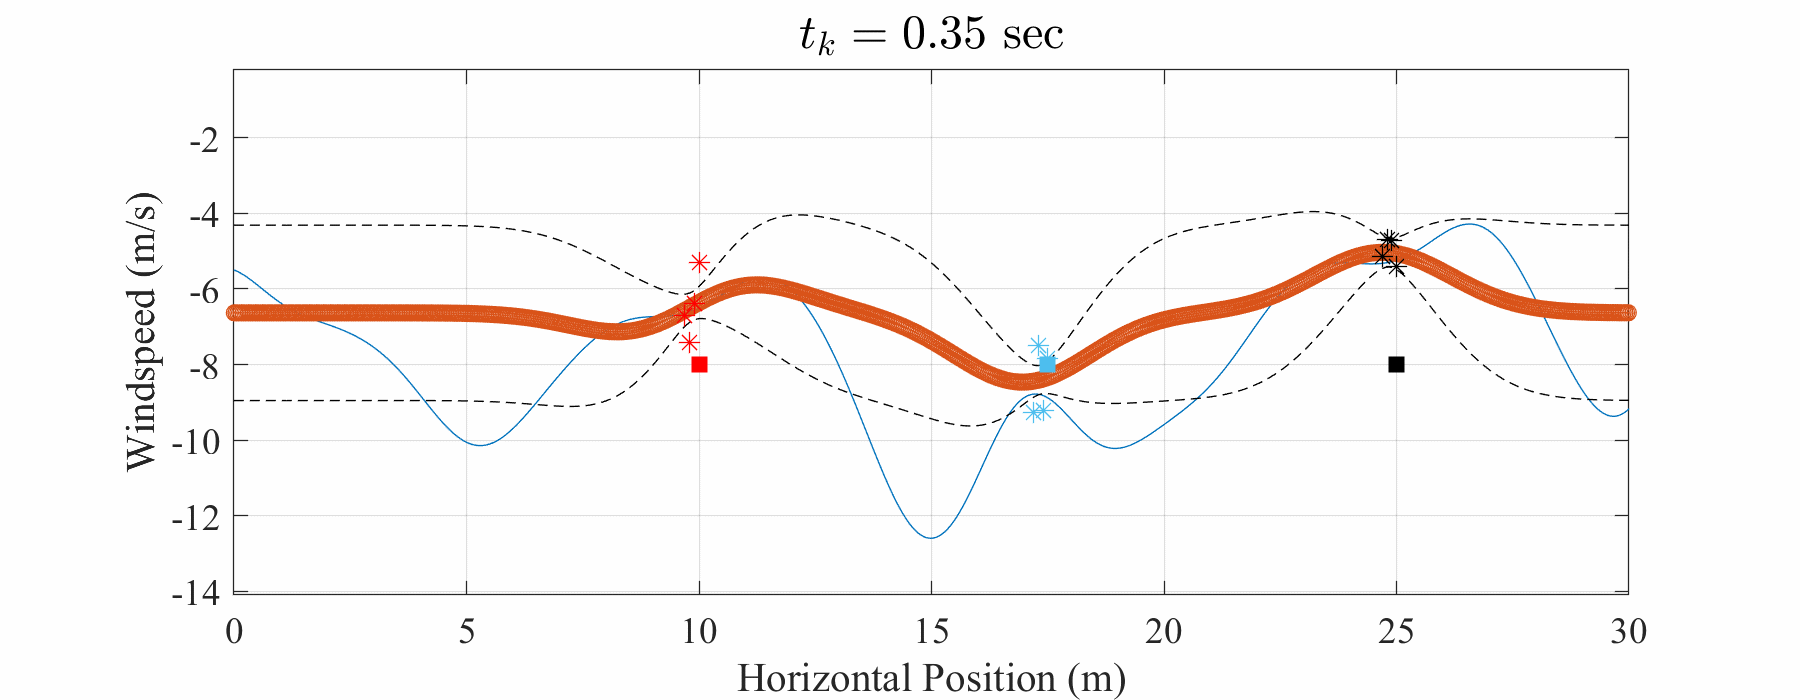 t_k = 0.35 sec
-2
-4
-6
-8
-10
-12
-14
Windspeed (m/s)
0 5 10 15 20 25 30
Horizontal Position (m)